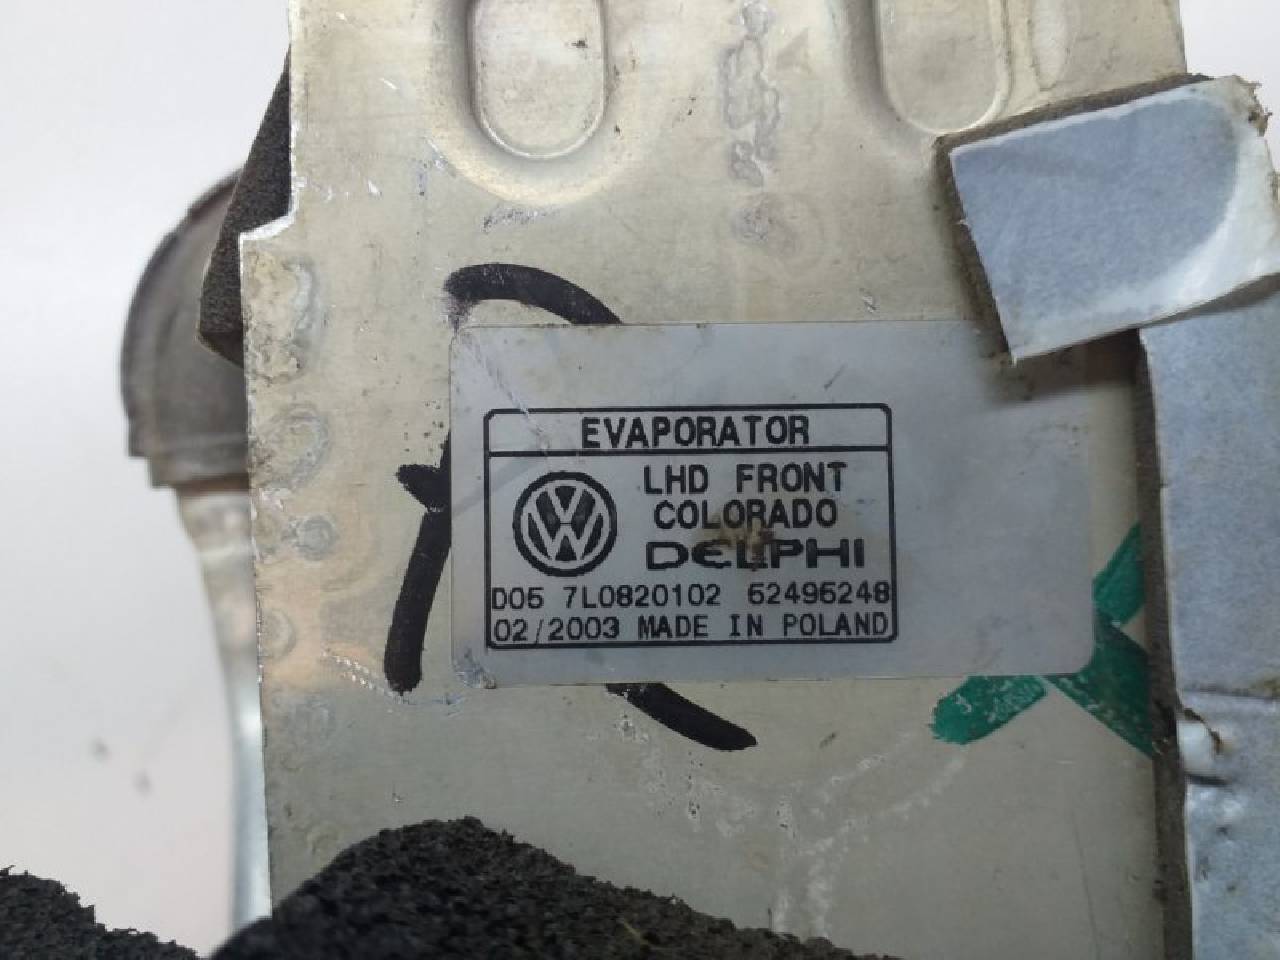 EVAPORATOR
LHD FRONT
COLORADO
DELPHI
D05 7L0820102 52495248
02/2003 MADE IN POLAND